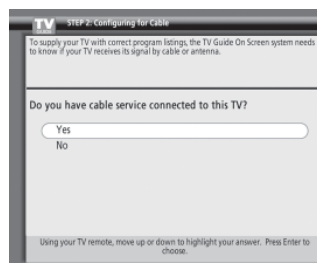 TV
GUIDE
STEP 2: Configuring for Cable
To supply your TV with correct program listings, the TV Guide On Screen system needs
to know if your TV receives its signal by cable or antenna.
Do you have cable service connected to this TV?
Yes
No
Using your TV remote, move up or down to highlight your answer. Press Enter to
choose.